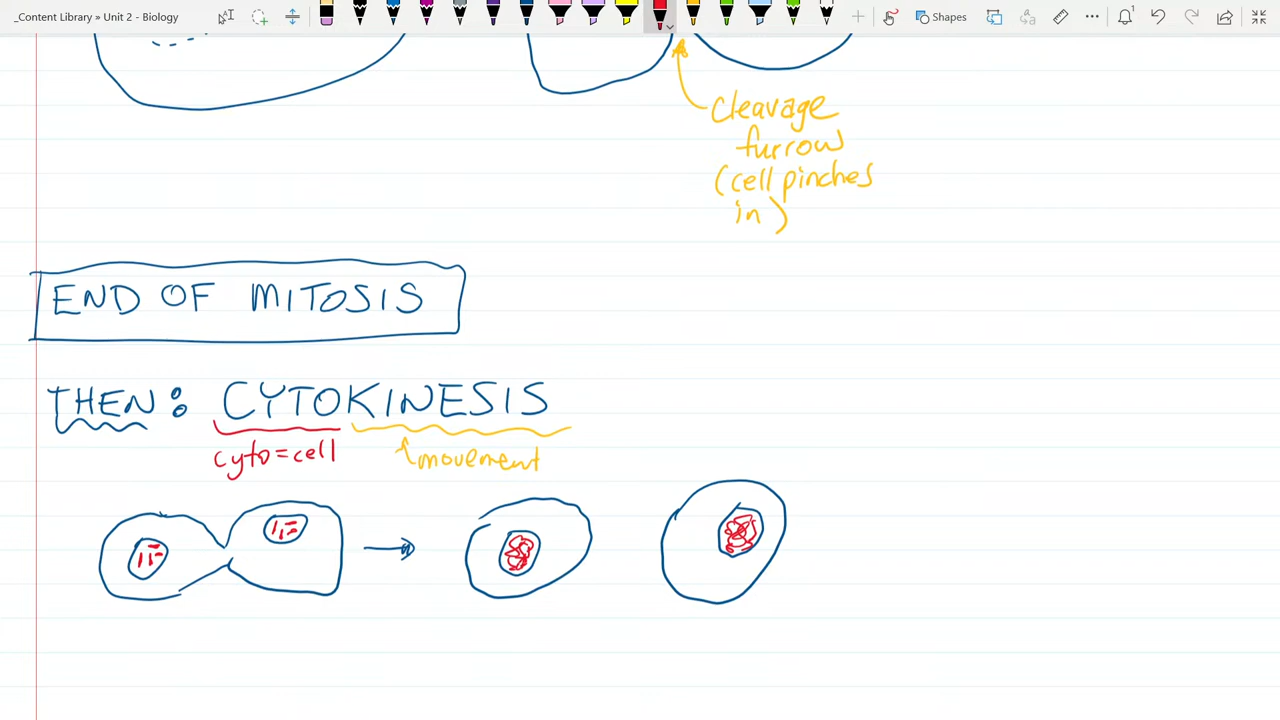 _Content Library » Unit 2 - Biology
Shapes
Cleavage
furrow
(cell pinches
in)
END OF MITOSIS
THEN: CYTOKINESIS
cyto=cell movement